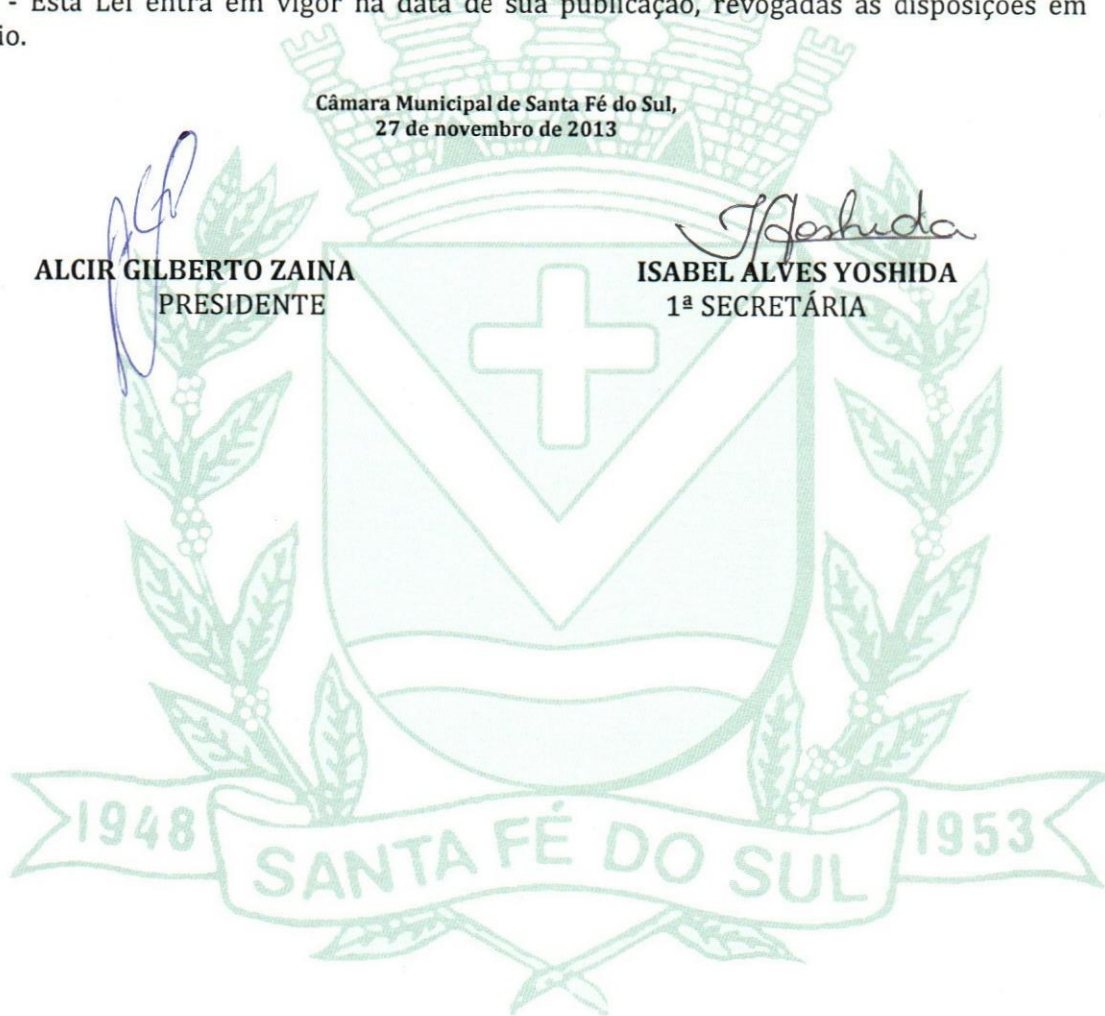 - Esta Lei entra em vigor na data de sua publicação, revogadas as disposições em
io.
Câmara Municipal de Santa Fé do Sul,
27 de novembro de 2013
IYoshida
ALCIR GILBERTO ZAINA
PRESIDENTE
ISABEL ALVES YOSHIDA
1ª SECRETÁRIA
1948
SANTA FÉ DO SUL
1953